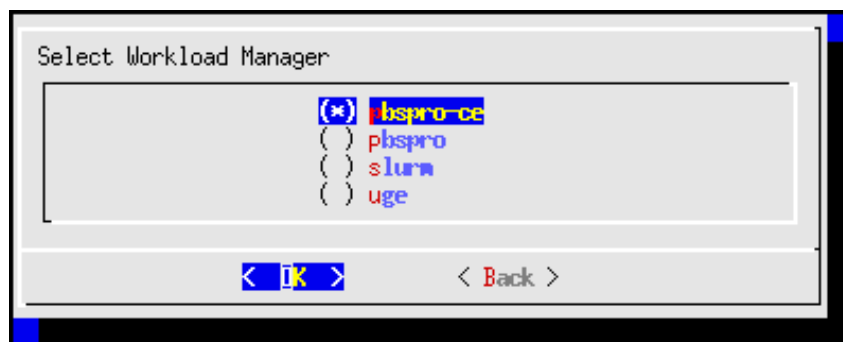 Select Workload Manager
(*) pbspro-ce
( ) pbspro
( ) slurm
( ) uge
< OK > < Back >